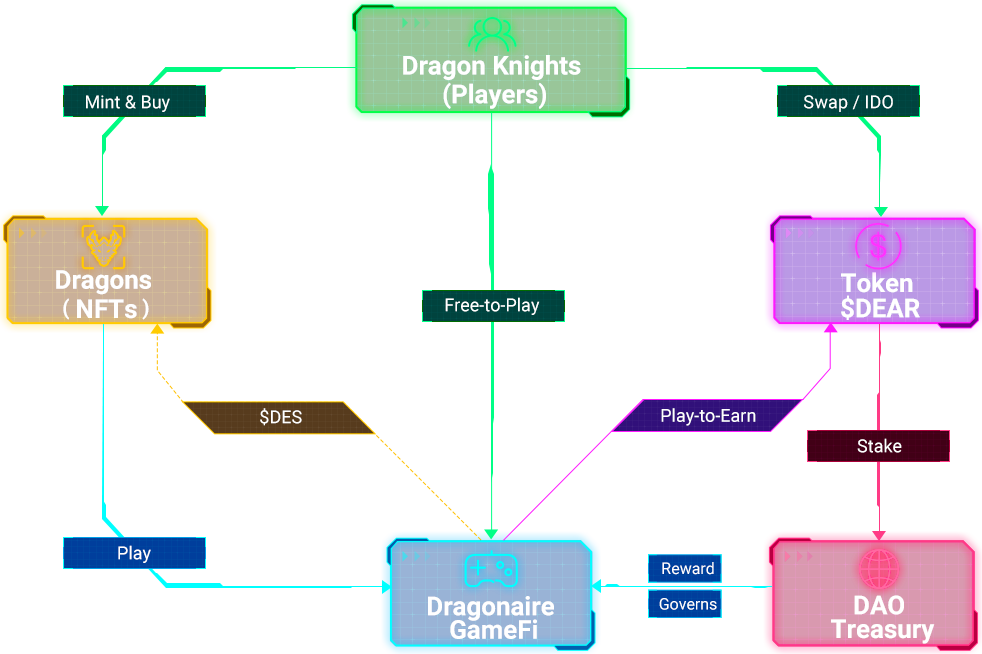 Dragon Knights
(Players)
Mint & Buy
Swap / IDO
Dragons
(NFTs)
$
Token
$DEAR
Free-to-Play
$DES
Play-to-Earn
Stake
Play
Dragonaire
GameFi
Reward
Governs
DAO
Treasury